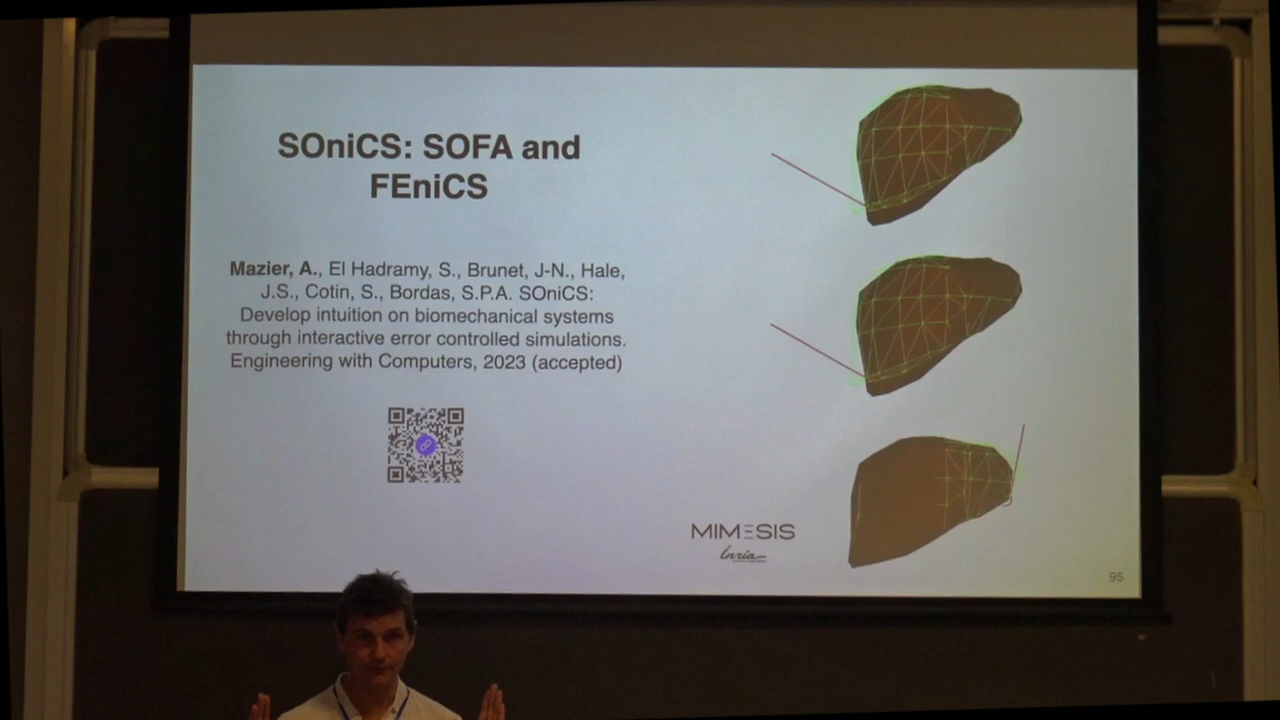 SOniCS: SOFA and
FEniCS
Mazier, A., El Hadramy, S., Brunet, J-N., Hale,
J.S., Cotin, S., Bordas, S.P.A. SOniCS:
Develop intuition on biomechanical systems
through interactive error controlled simulations.
Engineering with Computers, 2023 (accepted)
MIMESIS
Inria
95